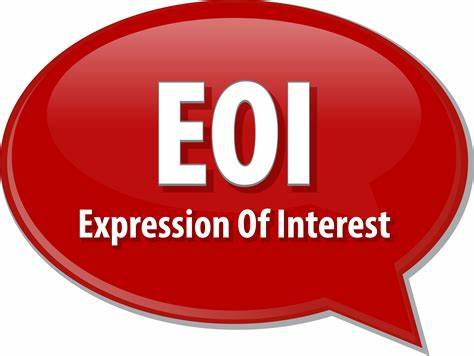 EOI
Expression Of Interest